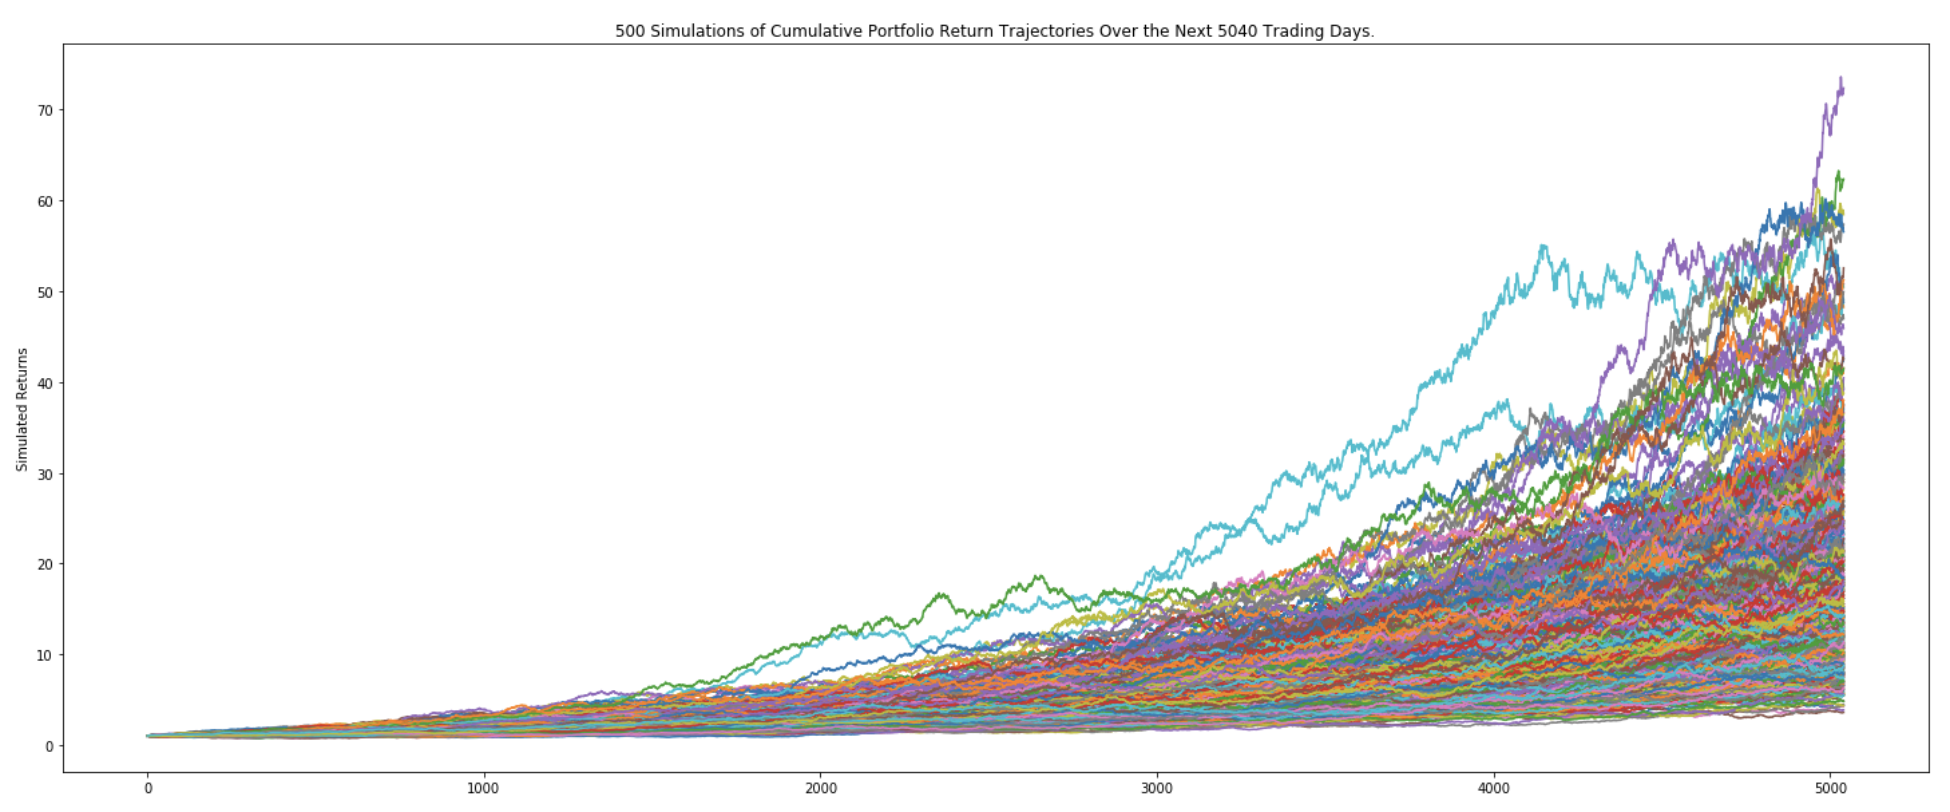 500 Simulations of Cumulative Portfolio Return Trajectories Over the Next 5040 Trading Days.
70
60
50
40
30
20
10
0
Simulated Returns
0 1000 2000 3000 4000 5000